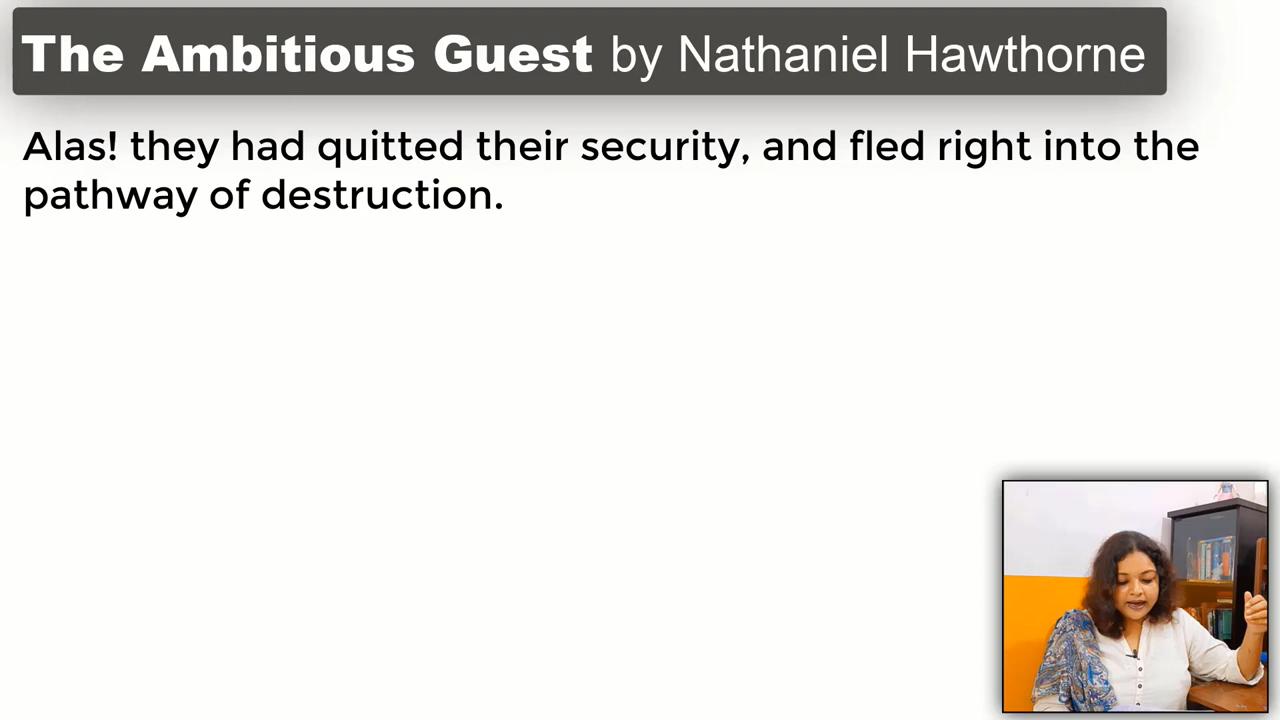 The Ambitious Guest by Nathaniel Hawthorne
Alas! they had quitted their security, and fled right into the
pathway of destruction.